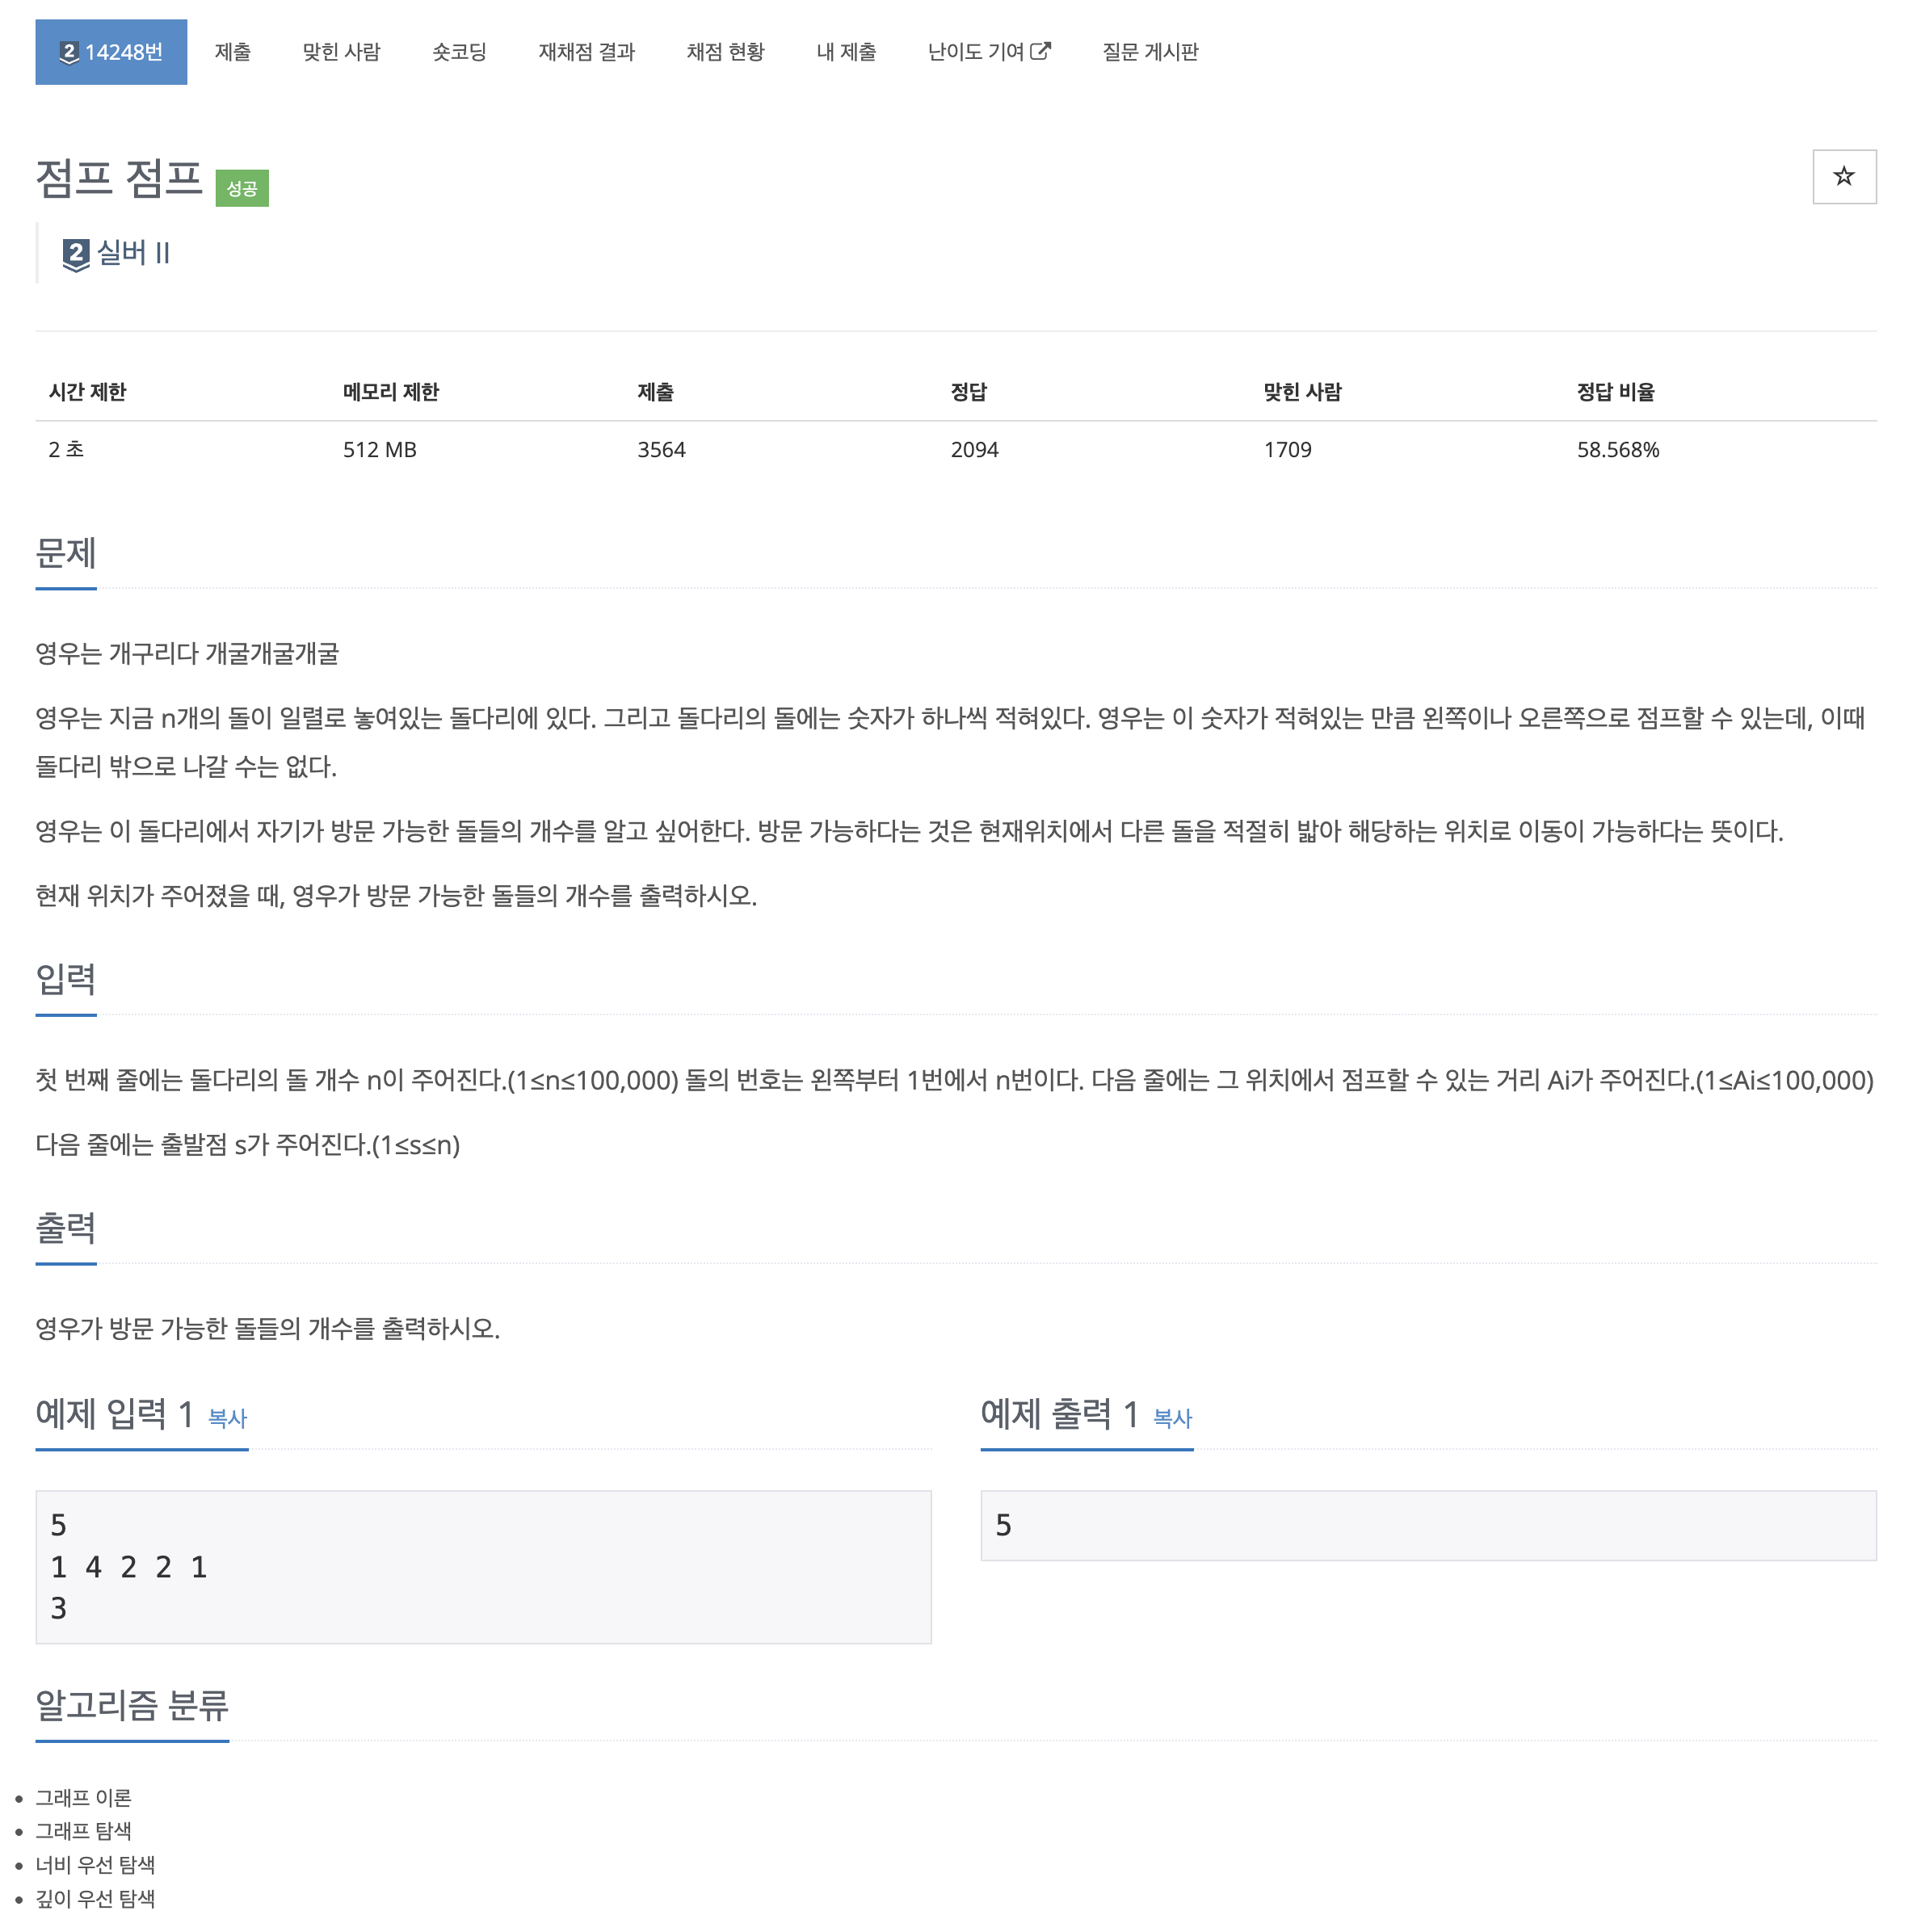 2 14248번 제출 맞힌 사람 숏코딩 재채점 결과 채점 현황 내 제출 난이도 기여 질문 게시판
점프 점프 성공
2 실버 II
시간 제한 메모리 제한 제출 정답 맞힌 사람 정답 비율
2 초 512 MB 3564 2094 1709 58.568%
문제
영우는 개구리다 개굴개굴개굴
영우는 지금 n개의 돌이 일렬로 놓여있는 돌다리에 있다. 그리고 돌다리의 돌에는 숫자가 하나씩 적혀있다. 영우는 이 숫자가 적혀있는 만큼 왼쪽이나 오른쪽으로 점프할 수 있는데, 이때
돌다리 밖으로 나갈 수는 없다.
영우는 이 돌다리에서 자기가 방문 가능한 돌들의 개수를 알고 싶어한다. 방문 가능하다는 것은 현재위치에서 다른 돌을 적절히 밟아 해당하는 위치로 이동이 가능하다는 뜻이다.
현재 위치가 주어졌을 때, 영우가 방문 가능한 돌들의 개수를 출력하시오.
입력
첫 번째 줄에는 돌다리의 돌 개수 n이 주어진다.(1≤n≤100,000) 돌의 번호는 왼쪽부터 1번에서 n번이다. 다음 줄에는 그 위치에서 점프할 수 있는 거리 Ai가 주어진다.(1≤Ai≤100,000)
다음 줄에는 출발점 s가 주어진다.(1≤s≤n)
출력
영우가 방문 가능한 돌들의 개수를 출력하시오.
예제 입력 1 복사
5
1 4 2 2 1
3
예제 출력 1 복사
5
알고리즘 분류
그래프 이론
그래프 탐색
너비 우선 탐색
깊이 우선 탐색